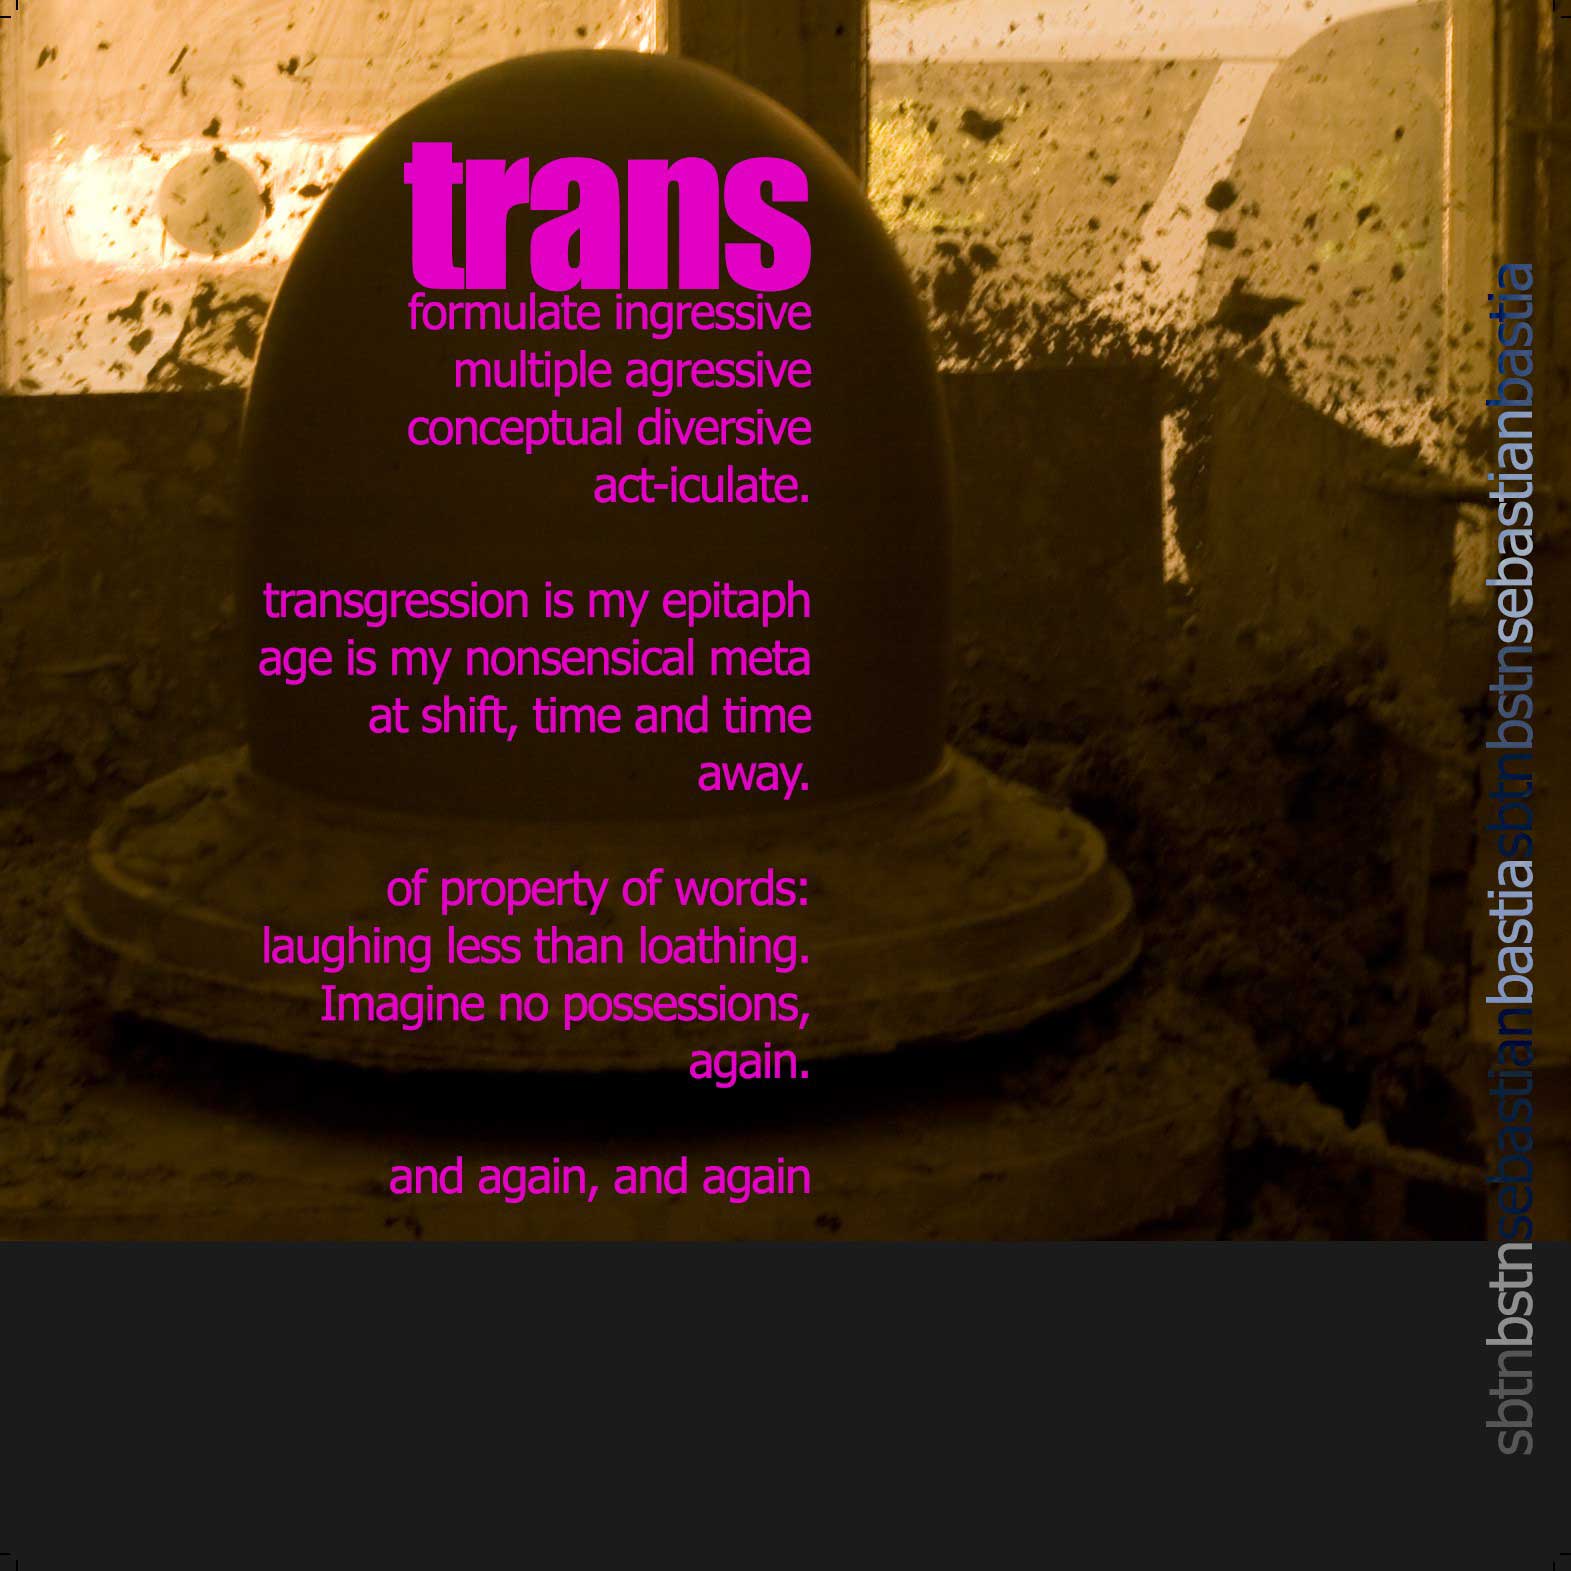 trans
formulate ingressive
multiple agressive
conceptual diversive
act-iculate.
transgression is my epitaph
age is my nonsensical meta
at shift, time and time
away.
of property of words:
laughing less than loathing.
Imagine no possessions,
again.
and again, and again
sbtnbstnsebastianbastiasbtnbstnsebastianbastia